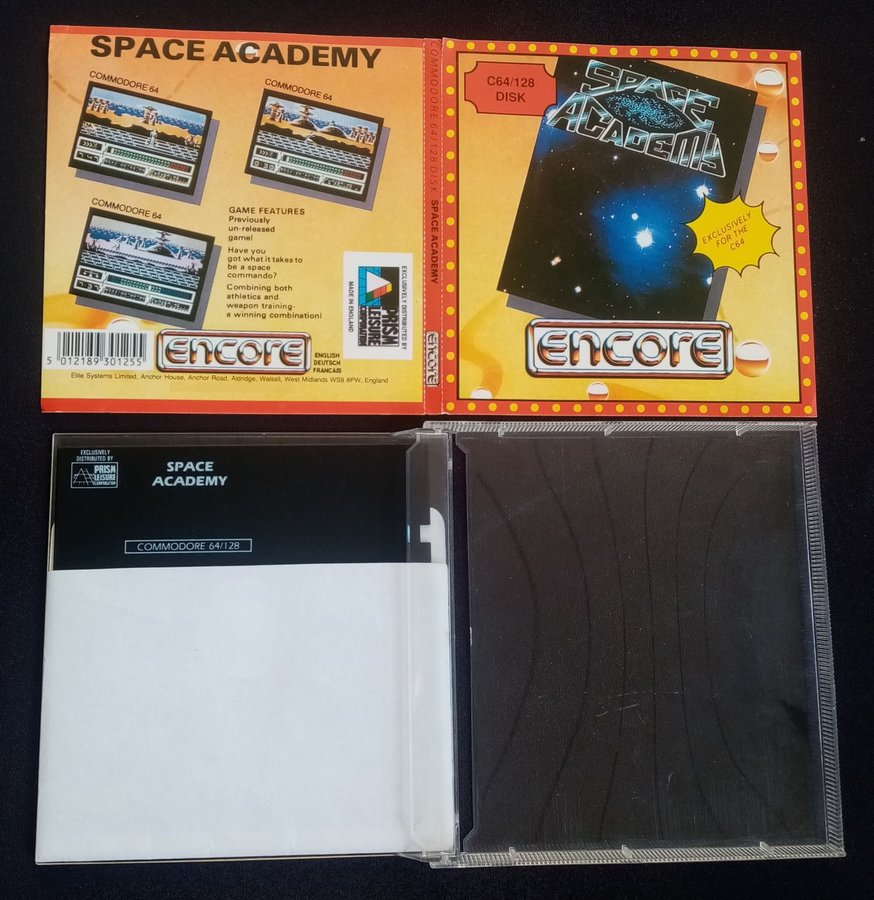 SPACE ACADEMY
COMMODORE 64
COMMODORE 64
COMMODORE 64
GAME FEATURES
Previously
un-released
game!
Have you
got what it takes to
be a space
commando?
Combining both
athletics and
weapon training-
a winning combination!
EXCLUSIVELY DISTRIBUTED BY
PRISM
LEISURE
CORPORATION
MADE IN ENGLAND
5 012189 301255
ENCORE
ENGLISH
DEUTSCH
FRANCAIS
Elite Systems Limited, Anchor House, Anchor Road, Aldridge, Walsall, West Midlands WS9 8PW, England
COMMODORE 64/128 DISK SPACE ACADEMY
ENCORE
C64/128
DISK
SPACE
ACADEMY
EXCLUSIVELY
FOR THE
C64
ENCORE
EXCLUSIVELY
DISTRIBUTED BY
PRISM
LEISURE
CORPORATION
SPACE
ACADEMY
COMMODORE 64/128